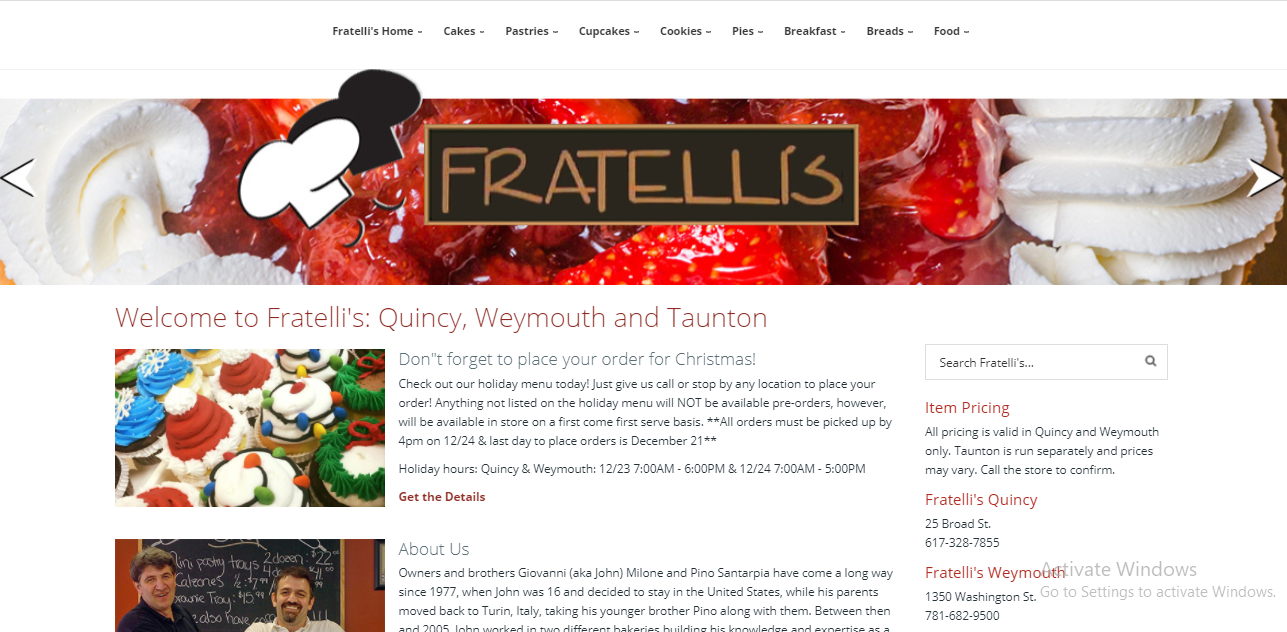 Fratelli's Home Cakes Pastries Cupcakes Cookies Pies Breakfast Breads Food
FRATELLI'S
Welcome to Fratelli's: Quincy, Weymouth and Taunton
Don"t forget to place your order for Christmas!
Check out our holiday menu today! Just give us call or stop by any location to place your
order! Anything not listed on the holiday menu will NOT be available pre-orders, however,
will be available in store on a first come first serve basis. **All orders must be picked up by
4pm on 12/24 & last day to place orders is December 21**
Holiday hours: Quincy & Weymouth: 12/23 7:00AM - 6:00PM & 12/24 7:00AM - 5:00PM
Get the Details
Mini pastry trays 2 dozen: $22.
Calzones
Tray: $15.99
also have
About Us
Owners and brothers Giovanni (aka John) Milone and Pino Santarpia have come a long way
since 1977, when John was 16 and decided to stay in the United States, while his parents
moved back to Turin, Italy, taking his younger brother Pino along with them. Between then
and 2005, John worked in two different bakeries building his knowledge and expertise as a
Search Fratelli's...
Item Pricing
All pricing is valid in Quincy and Weymouth
only. Taunton is run separately and prices
may vary. Call the store to confirm.
Fratelli's Quincy
25 Broad St.
617-328-7855
Fratelli's Weymouth
1350 Washington St.
781-682-9500
Activate Windows
Go to Settings to activate Windows.